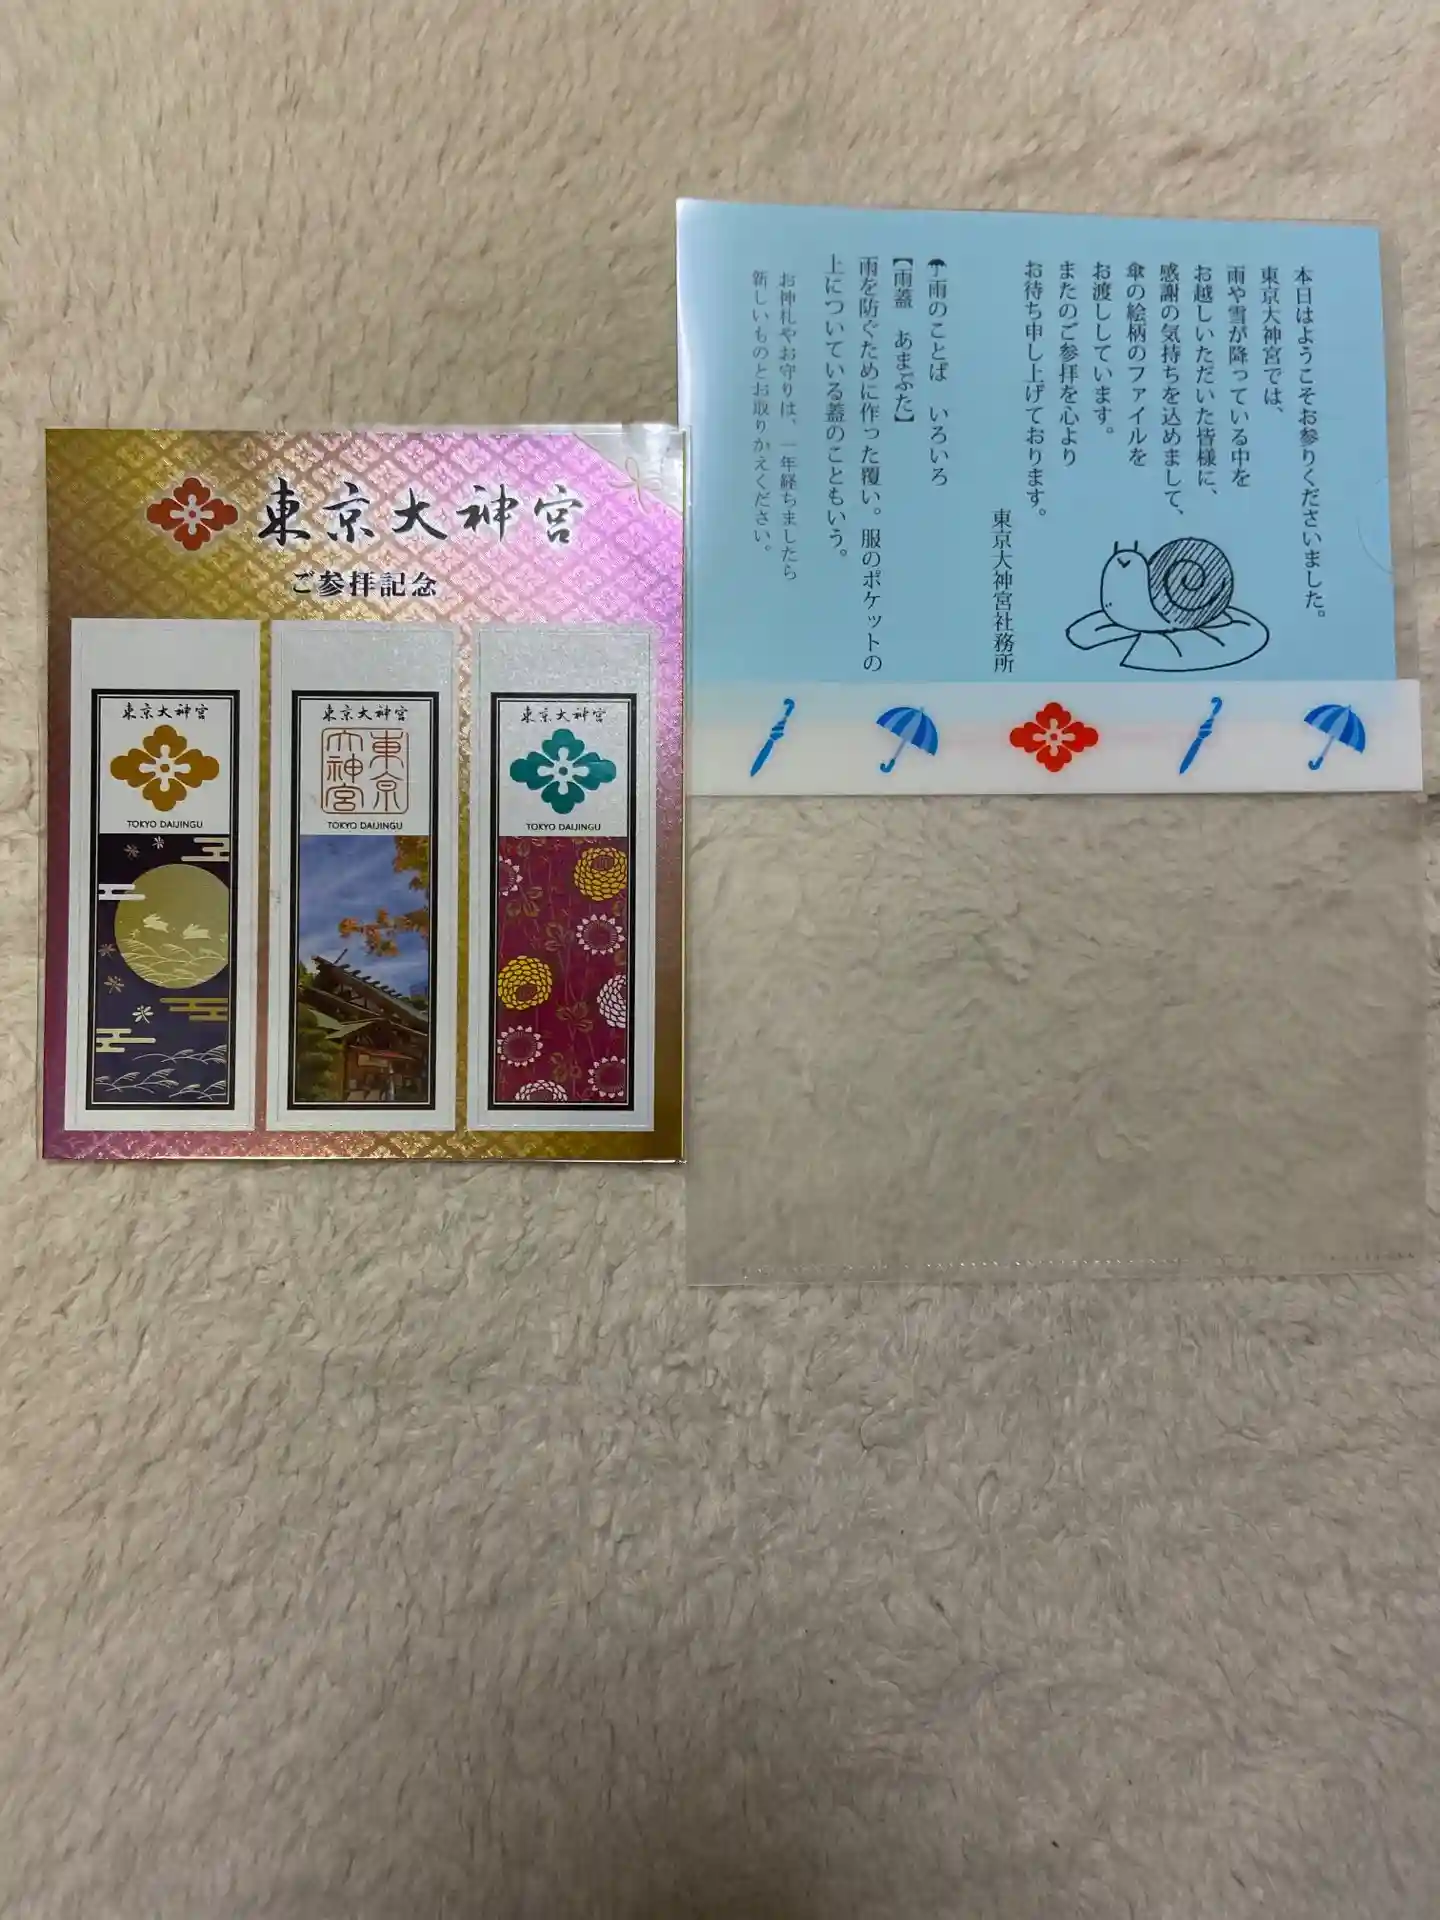 東京大神宮
ご参拝記念
東京大神宮
TOKYO DAIJINGU
東京大神宮
東京
大神宮
TOKYO DAIJINGU
東京大神宮
TOKYO DAIJINGU
本日はようこそお参りくださいました。
東京大神宮では、
雨や雪が降っている中を
お越しいただいた皆様に、
感謝の気持ちを込めまして、
傘の絵柄のファイルを
お渡ししています。
またのご参拝を心より
お待ち申し上げております。
東京大神宮社務所
☂雨のことば いろいろ
【雨蓋 あまぶた】
雨を防ぐために作った覆い。服のポケットの
上についている蓋のこともいう。
お神札やお守りは、一年経ちましたら
新しいものとお取りかえください。